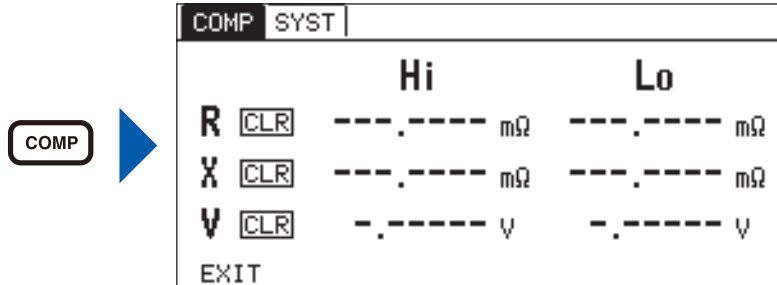 COMP SYST
Hi Lo
COMP
R CLR ---.---- mΩ ---.---- mΩ
X CLR ---.---- mΩ ---.---- mΩ
V CLR -.----- V -.----- V
EXIT